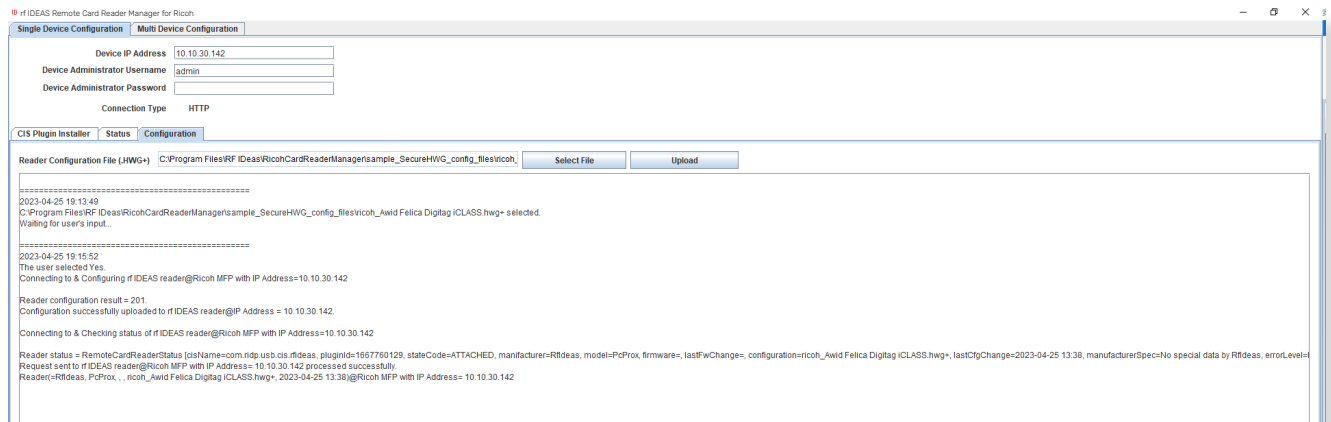 rf IDEAS Remote Card Reader Manager for Ricoh
Single Device Configuration Multi Device Configuration
Device IP Address 10.10.30.142
Device Administrator Username admin
Device Administrator Password
Connection Type HTTP
CIS Plugin Installer Status Configuration
Reader Configuration File (.HWG+) C:\Program Files\RF IDeas\RicohCardReaderManager\sample_SecureHWG_config_files\ricoh_ Select File Upload
================================================
2023-04-25 19:13:49
C:\Program Files\RF IDeas\RicohCardReaderManager\sample_SecureHWG_config_files\ricoh_Awid Felica Digitag iCLASS.hwg+ selected.
Waiting for user's input...
================================================
2023-04-25 19:15:52
The user selected Yes.
Connecting to & Configuring rf IDEAS reader@Ricoh MFP with IP Address=10.10.30.142
Reader configuration result = 201.
Configuration successfully uploaded to rf IDEAS reader@IP Address = 10.10.30.142.
Connecting to & Checking status of rf IDEAS reader@Ricoh MFP with IP Address=10.10.30.142
Reader status = RemoteCardReaderStatus [cisName=com.ridp.usb.cis.rfideas, pluginId=1667760129, stateCode=ATTACHED, manifacturer=RfIdeas, model=PcProx, firmware=, lastFwChange=, configuration=ricoh_Awid Felica Digitag iCLASS.hwg+, lastCfgChange=2023-04-25 13:38, manufacturerSpec=No special data by RfIdeas, errorLevel=
Request sent to rf IDEAS reader@Ricoh MFP with IP Address= 10.10.30.142 processed successfully.
Reader(=RfIdeas, PcProx, , , ricoh_Awid Felica Digitag iCLASS.hwg+, 2023-04-25 13:38)@Ricoh MFP with IP Address= 10.10.30.142